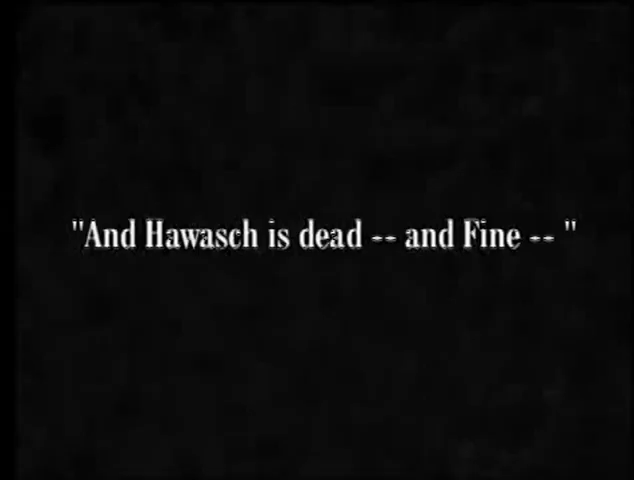 "And Hawasch is dead -- and Fine -- "